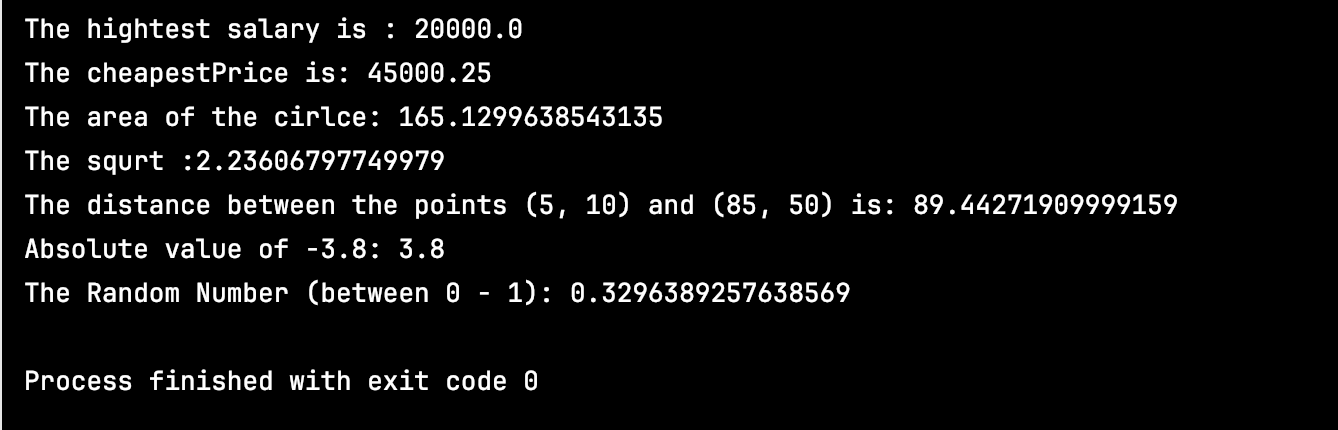 The hightest salary is : 20000.0
The cheapestPrice is: 45000.25
The area of the cirlce: 165.1299638543135
The squrt :2.23606797749979
The distance between the points (5, 10) and (85, 50) is: 89.44271909999159
Absolute value of -3.8: 3.8
The Random Number (between 0 - 1): 0.3296389257638569
Process finished with exit code 0